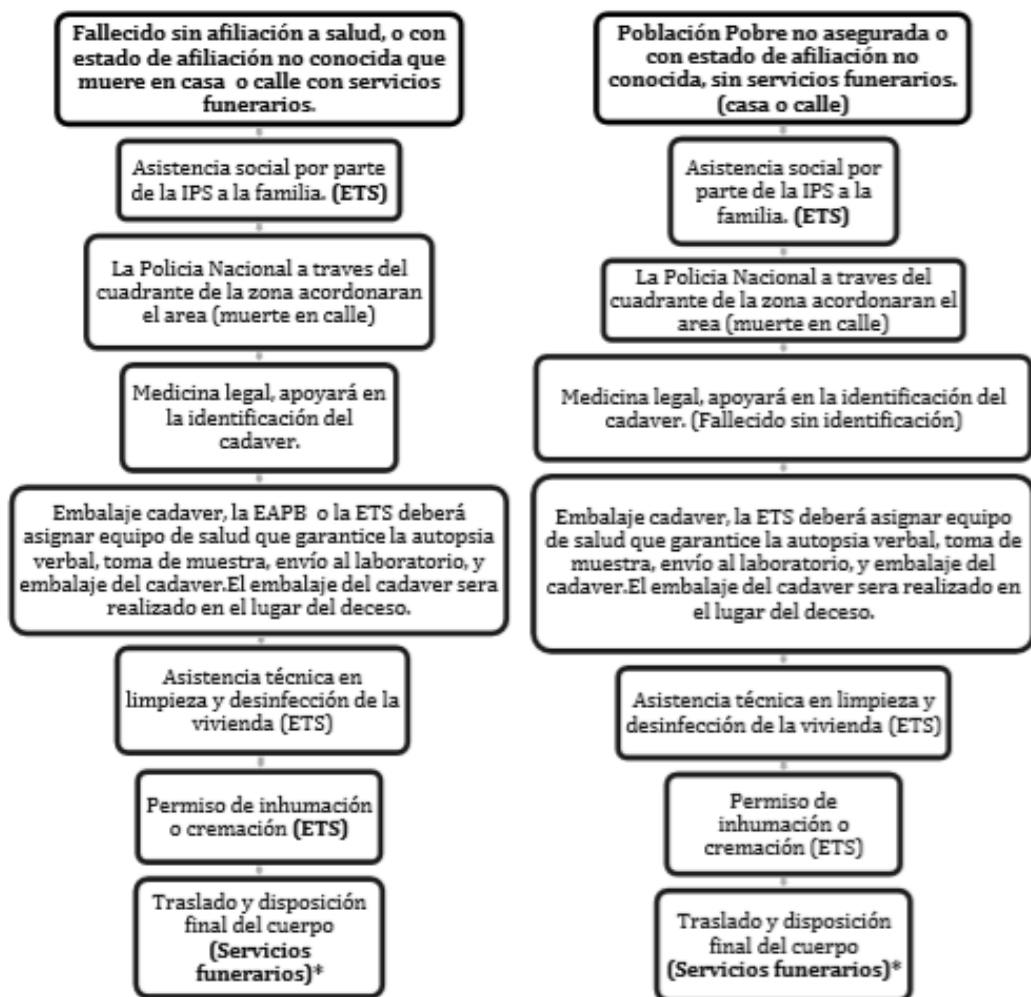 Fallecido sin afiliación a salud, o con
estado de afiliación no conocida que
muere en casa o calle con servicios
funerarios.
Asistencia social por parte
de la IPS a la familia. (ETS)
La Policia Nacional a traves del
cuadrante de la zona acordonaran
el area (muerte en calle)
Medicina legal, apoyará en
la identificación del
cadaver.
Embalaje cadaver, la EAPB o la ETS deberá
asignar equipo de salud que garantice la autopsia
verbal, toma de muestra, envío al laboratorio, y
embalaje del cadaver.El embalaje del cadaver sera
realizado en el lugar del deceso.
Asistencia técnica en
limpieza y desinfección de la
vivienda (ETS)
Permiso de inhumación
o cremación (ETS)
Traslado y disposición
final del cuerpo
(Servicios
funerarios)*
Población Pobre no asegurada o
con estado de afiliación no
conocida, sin servicios funerarios.
(casa o calle)
Asistencia social por
parte de la IPS a la
familia. (ETS)
La Policia Nacional a traves del
cuadrante de la zona acordonaran el
area (muerte en calle)
Medicina legal, apoyará en la identificación del
cadaver. (Fallecido sin identificación)
Embalaje cadaver, la ETS deberá asignar equipo
de salud que garantice la autopsia verbal, toma de
muestra, envío al laboratorio, y embalaje del
cadaver.El embalaje del cadaver sera realizado en
el lugar del deceso.
Asistencia técnica en limpieza y
desinfección de la vivienda (ETS)
Permiso de
inhumación o
cremación (ETS)
Traslado y disposición
final del cuerpo
(Servicios funerarios)*